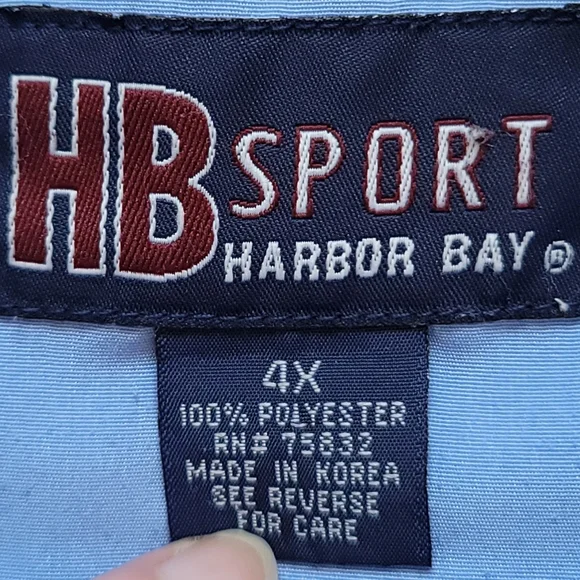 HB SPORT
HARBOR BAY ®
4X
100% POLYESTER
RN# 75832
MADE IN KOREA
SEE REVERSE
FOR CARE